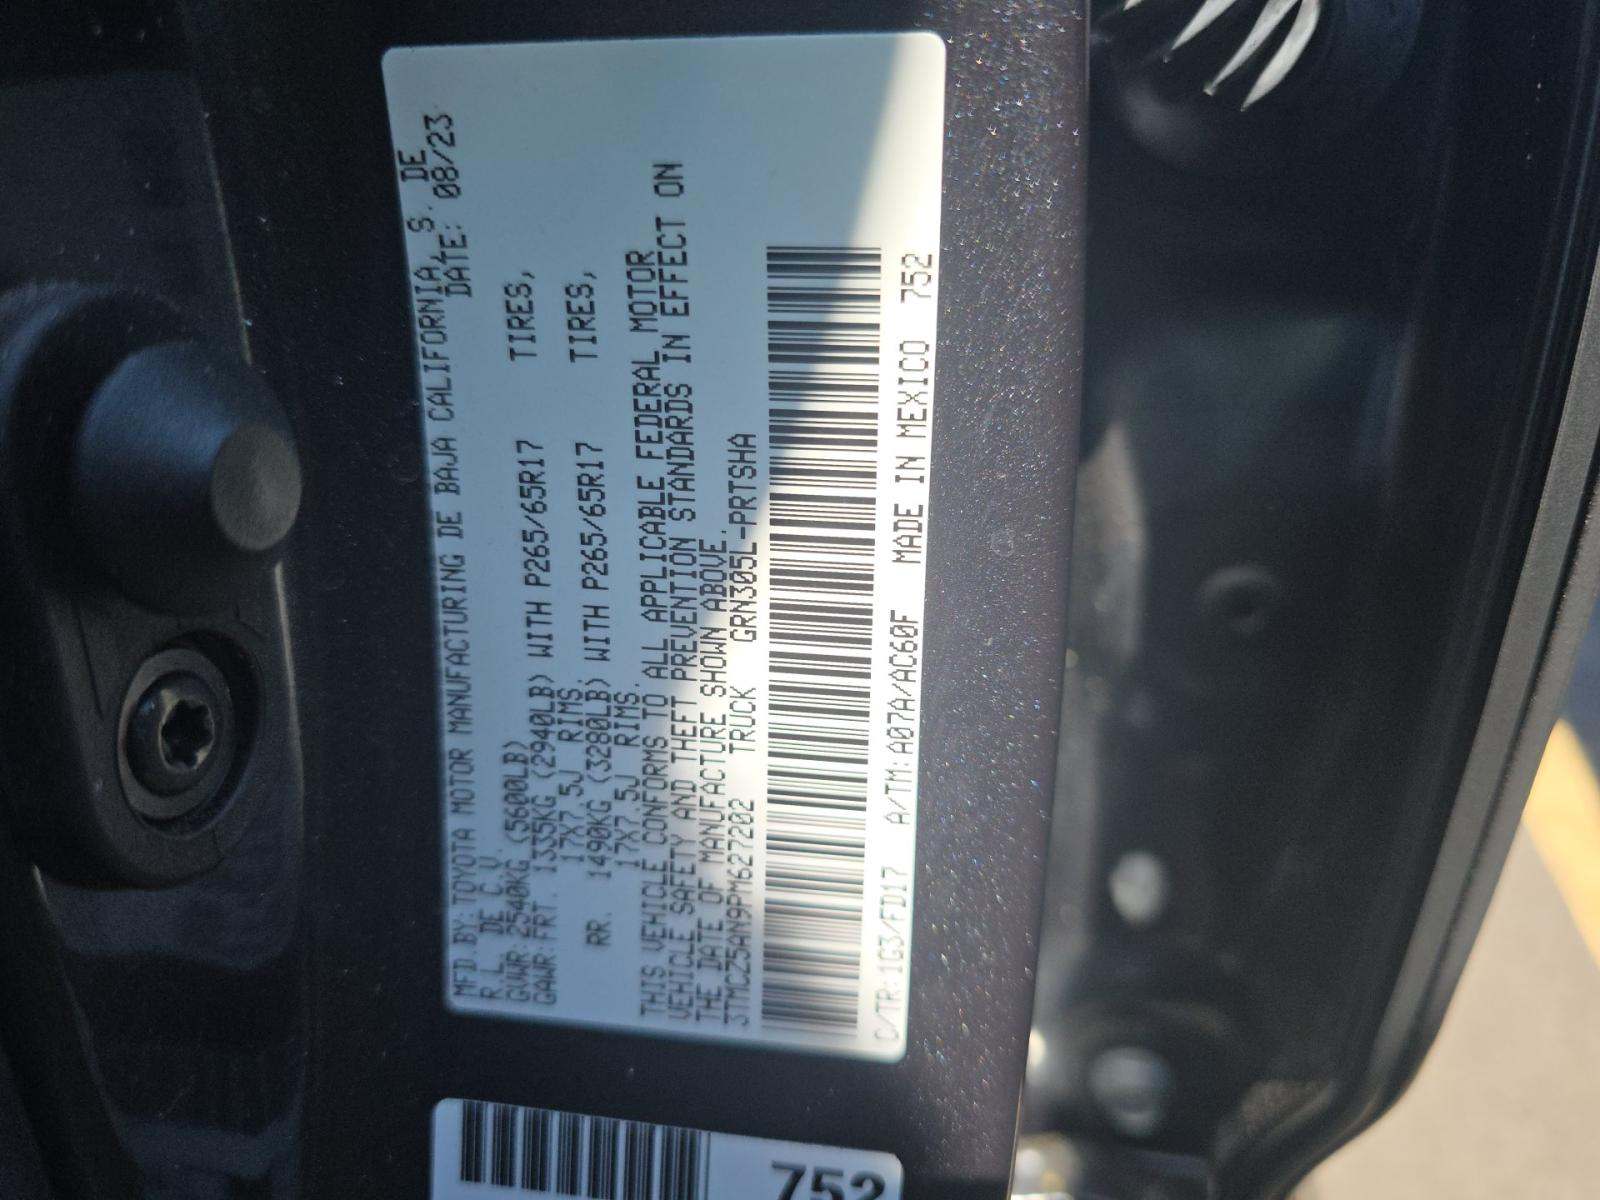 MFD BY: TOYOTA MOTOR MANUFACTURING DE BAJA CALIFORNIA, S. DE
R.L. DE C.V. DATE: 08/23
GVWR: 2540KG (5600LB)
GAWR: FRT. 1335KG (2940LB) WITH P265/65R17 TIRES,
17X7.5J RIMS.
RR. 1490KG (3280LB) WITH P265/65R17 TIRES,
17X7.5J RIMS.
THIS VEHICLE CONFORMS TO ALL APPLICABLE FEDERAL MOTOR
VEHICLE SAFETY AND THEFT PREVENTION STANDARDS IN EFFECT ON
THE DATE OF MANUFACTURE SHOWN ABOVE.
3TMCZ5AN9PM627202 TRUCK GRN305L-PRTSHA
C/TR:1G3/FD17 A/TM:A07A/AC60F MADE IN MEXICO 752
752